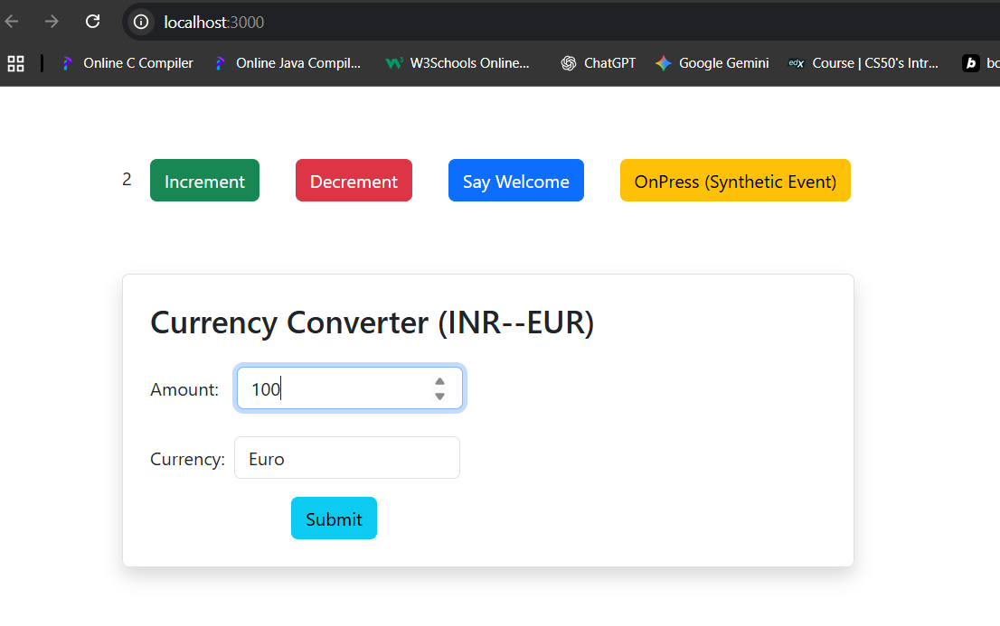 localhost:3000
Online C Compiler Online Java Compil... W3Schools Online... ChatGPT Google Gemini edX Course | CS50's Intr... b bo
2 Increment Decrement Say Welcome OnPress (Synthetic Event)
Currency Converter (INR--EUR)
Amount: 100
Currency: Euro
Submit